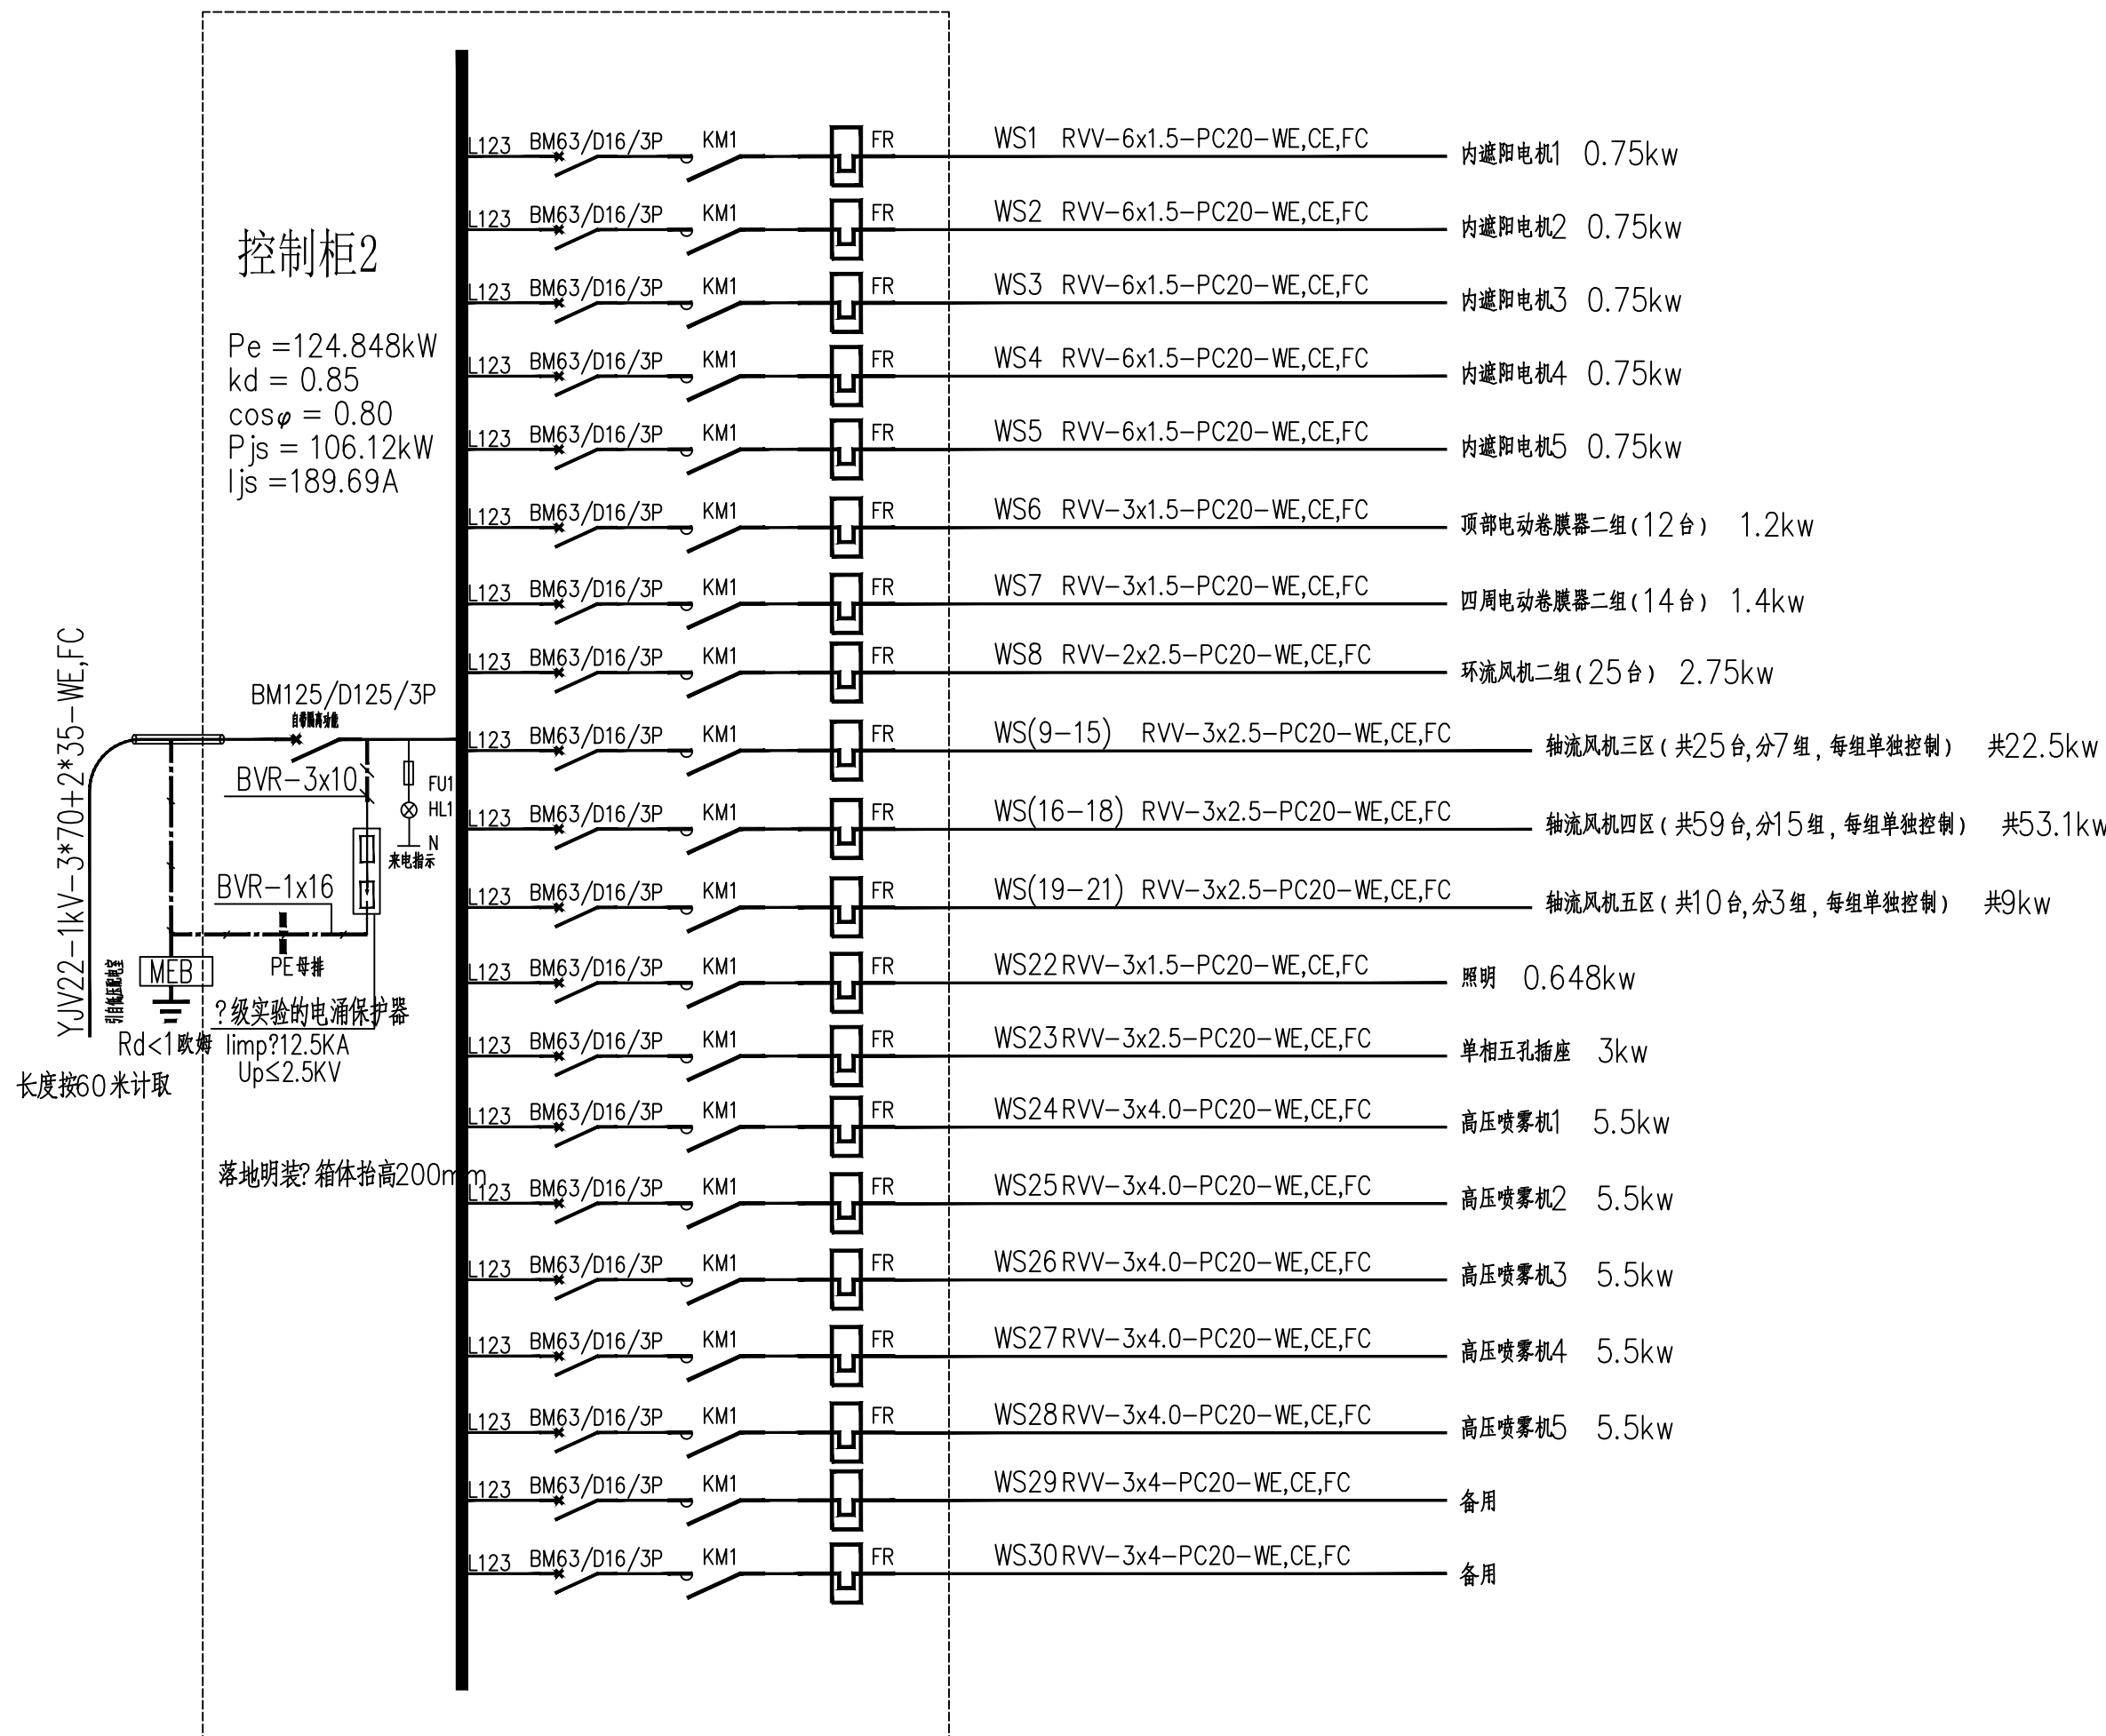 控制柜2
Pe =124.848kW
kd = 0.85
cosφ = 0.80
Pjs = 106.12kW
Ijs =189.69A
YJV22-1kV-3*70+2*35-WE,FC
引自低压配电室
长度按60米计取
BM125/D125/3P
自带隔离功能
BVR-3x10
FU1
HL1
N
来电指示
BVR-1x16
PE母排
MEB
Rd<1欧姆
?级实验的电涌保护器
Iimp?12.5KA
Up≤2.5KV
落地明装?箱体抬高200mm
L123 BM63/D16/3P KM1 FR WS1 RVV-6x1.5-PC20-WE,CE,FC 内遮阳电机1 0.75kw
L123 BM63/D16/3P KM1 FR WS2 RVV-6x1.5-PC20-WE,CE,FC 内遮阳电机2 0.75kw
L123 BM63/D16/3P KM1 FR WS3 RVV-6x1.5-PC20-WE,CE,FC 内遮阳电机3 0.75kw
L123 BM63/D16/3P KM1 FR WS4 RVV-6x1.5-PC20-WE,CE,FC 内遮阳电机4 0.75kw
L123 BM63/D16/3P KM1 FR WS5 RVV-6x1.5-PC20-WE,CE,FC 内遮阳电机5 0.75kw
L123 BM63/D16/3P KM1 FR WS6 RVV-3x1.5-PC20-WE,CE,FC 顶部电动卷膜器二组(12台) 1.2kw
L123 BM63/D16/3P KM1 FR WS7 RVV-3x1.5-PC20-WE,CE,FC 四周电动卷膜器二组(14台) 1.4kw
L123 BM63/D16/3P KM1 FR WS8 RVV-2x2.5-PC20-WE,CE,FC 环流风机二组(25台) 2.75kw
L123 BM63/D16/3P KM1 FR WS(9-15) RVV-3x2.5-PC20-WE,CE,FC 轴流风机三区(共25台,分7组,每组单独控制) 共22.5kw
L123 BM63/D16/3P KM1 FR WS(16-18) RVV-3x2.5-PC20-WE,CE,FC 轴流风机四区(共59台,分15组,每组单独控制) 共53.1kw
L123 BM63/D16/3P KM1 FR WS(19-21) RVV-3x2.5-PC20-WE,CE,FC 轴流风机五区(共10台,分3组,每组单独控制) 共9kw
L123 BM63/D16/3P KM1 FR WS22 RVV-3x1.5-PC20-WE,CE,FC 照明 0.648kw
L123 BM63/D16/3P KM1 FR WS23 RVV-3x2.5-PC20-WE,CE,FC 单相五孔插座 3kw
L123 BM63/D16/3P KM1 FR WS24 RVV-3x4.0-PC20-WE,CE,FC 高压喷雾机1 5.5kw
L123 BM63/D16/3P KM1 FR WS25 RVV-3x4.0-PC20-WE,CE,FC 高压喷雾机2 5.5kw
L123 BM63/D16/3P KM1 FR WS26 RVV-3x4.0-PC20-WE,CE,FC 高压喷雾机3 5.5kw
L123 BM63/D16/3P KM1 FR WS27 RVV-3x4.0-PC20-WE,CE,FC 高压喷雾机4 5.5kw
L123 BM63/D16/3P KM1 FR WS28 RVV-3x4.0-PC20-WE,CE,FC 高压喷雾机5 5.5kw
L123 BM63/D16/3P KM1 FR WS29 RVV-3x4-PC20-WE,CE,FC 备用
L123 BM63/D16/3P KM1 FR WS30 RVV-3x4-PC20-WE,CE,FC 备用